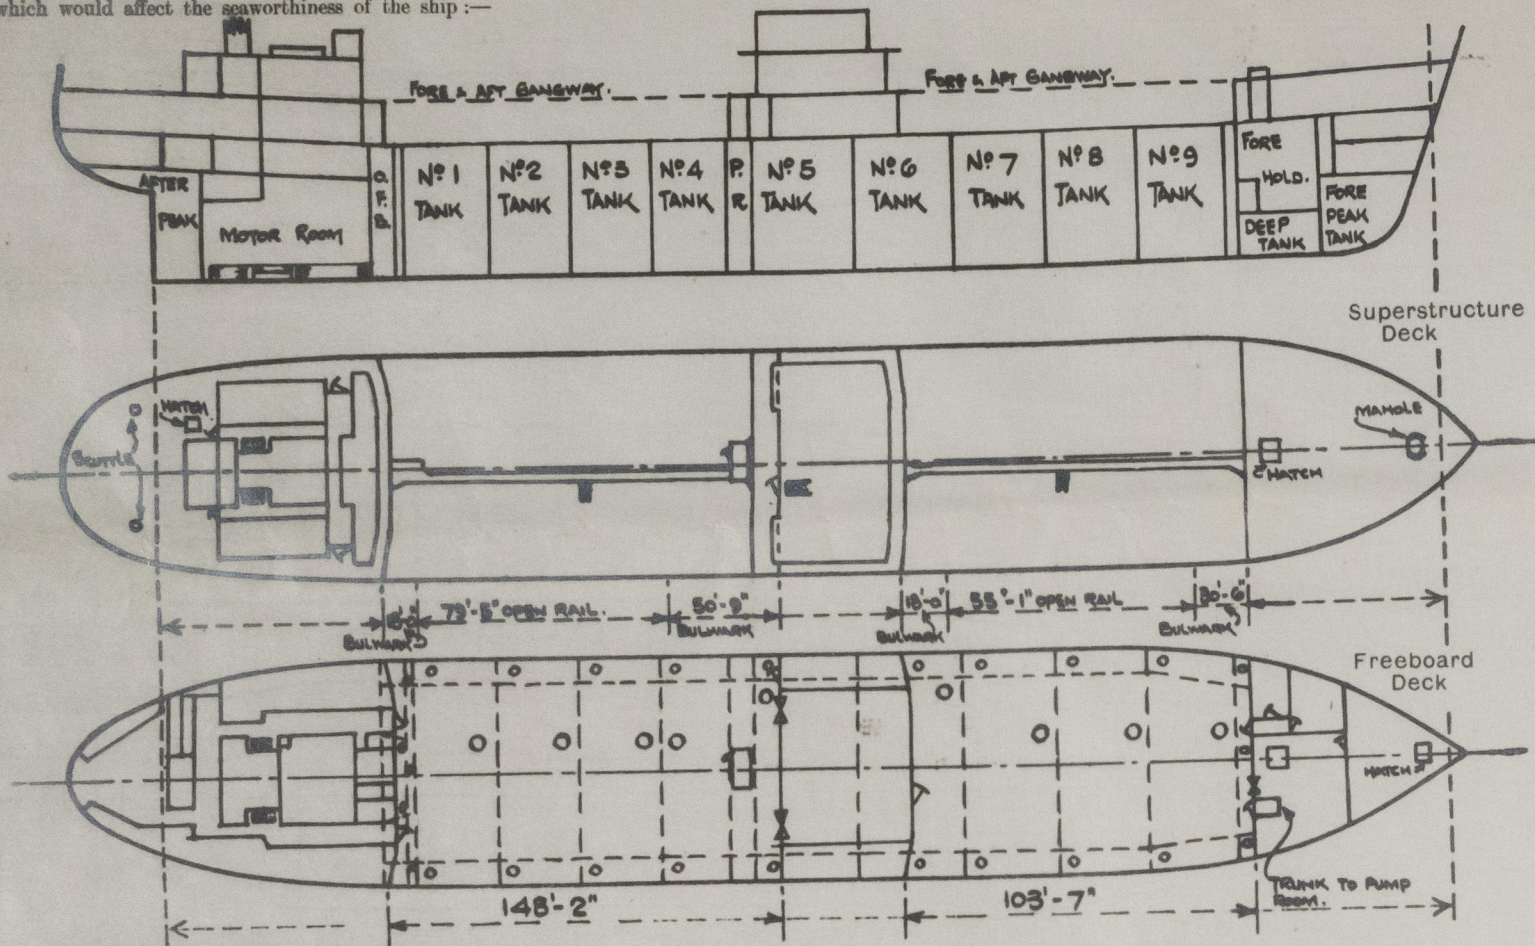 which would affect the seaworthiness of the ship :—
FORE & AFT GANGWAY.
FORE & AFT GANGWAY.
AFTER
PEAK
MOTOR ROOM
O.
F.
B.
Nº 1
TANK
Nº 2
TANK
Nº 3
TANK
Nº 4
TANK
P.
R
Nº 5
TANK
Nº 6
TANK
Nº 7
TANK
Nº 8
TANK
Nº 9
TANK
FORE
HOLD.
DEEP
TANK
FORE
PEAK
TANK
Superstructure
Deck
HATCH
SCUTTLE
MAHOLE
HATCH
79'-5" OPEN RAIL.
50'-9"
BULWARK
BULWARK
18'-0"
BULWARK
55'-1" OPEN RAIL
30'-6"
BULWARK
Freeboard
Deck
HATCH
TRUNK TO PUMP
ROOM.
148'-2"
103'-7"